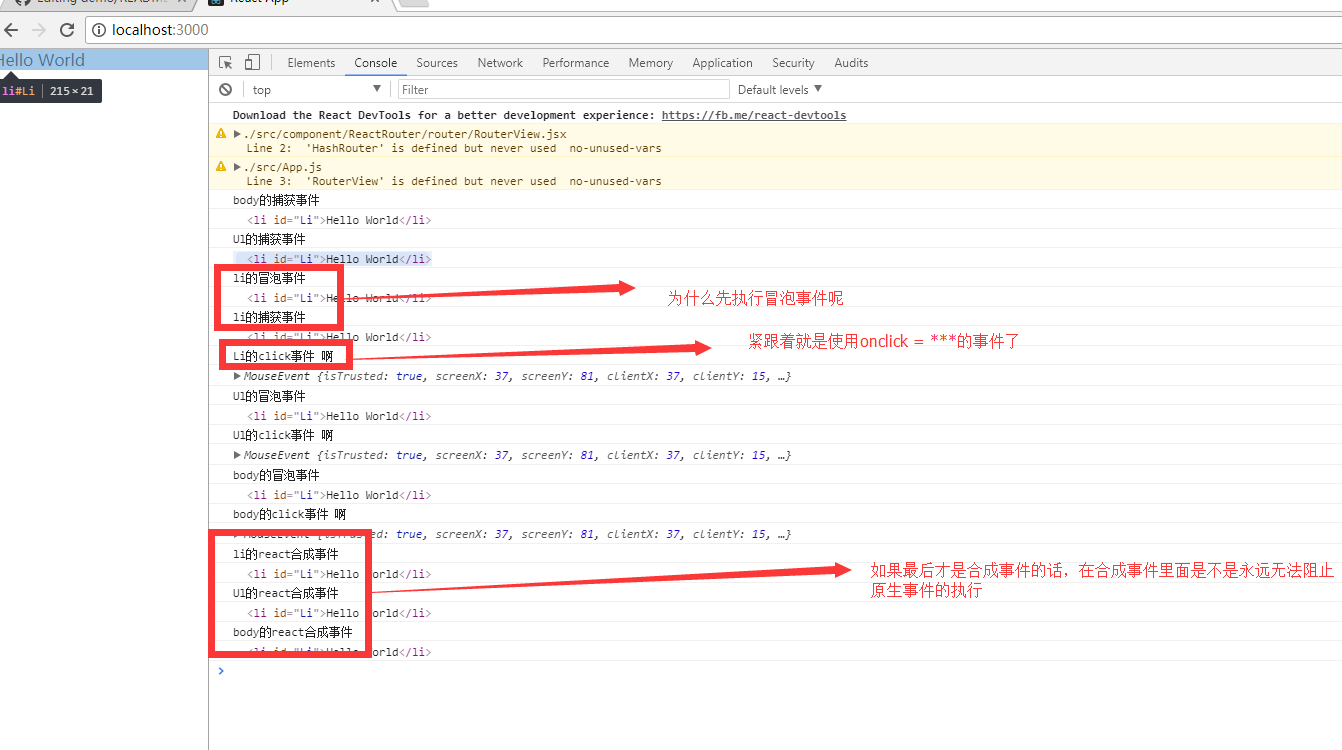 Editing demo/READM...
React App
localhost:3000
Hello World
li#Li 215×21
Elements Console Sources Network Performance Memory Application Security Audits
top Filter Default levels
Download the React DevTools for a better development experience: https://fb.me/react-devtools
./src/component/ReactRouter/router/RouterView.jsx
Line 2: 'HashRouter' is defined but never used no-unused-vars
./src/App.js
Line 3: 'RouterView' is defined but never used no-unused-vars
body的捕获事件
<li id="Li">Hello World</li>
Ul的捕获事件
<li id="Li">Hello World</li>
li的冒泡事件
<li id="Li">Hello World</li>
为什么先执行冒泡事件呢
li的捕获事件
<li id="Li">Hello World</li>
紧跟着就是使用onclick = ***的事件了
Li的click事件 啊
MouseEvent {isTrusted: true, screenX: 37, screenY: 81, clientX: 37, clientY: 15, …}
Ul的冒泡事件
<li id="Li">Hello World</li>
Ul的click事件 啊
MouseEvent {isTrusted: true, screenX: 37, screenY: 81, clientX: 37, clientY: 15, …}
body的冒泡事件
<li id="Li">Hello World</li>
body的click事件 啊
MouseEvent {isTrusted: true, screenX: 37, screenY: 81, clientX: 37, clientY: 15, …}
li的react合成事件
<li id="Li">Hello World</li>
如果最后才是合成事件的话，在合成事件里面是不是永远无法阻止
原生事件的执行
Ul的react合成事件
<li id="Li">Hello World</li>
body的react合成事件
<li id="Li">Hello World</li>